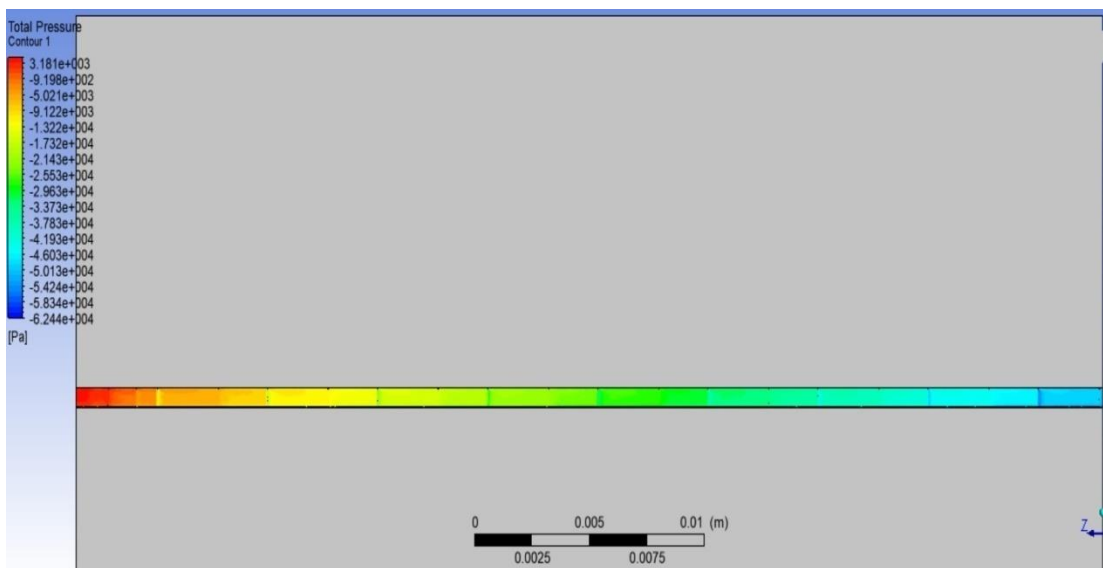 Total Pressure
Contour 1
3.181e+003
-9.198e+002
-5.021e+003
-9.122e+003
-1.322e+004
-1.732e+004
-2.143e+004
-2.553e+004
-2.963e+004
-3.373e+004
-3.783e+004
-4.193e+004
-4.603e+004
-5.013e+004
-5.424e+004
-5.834e+004
-6.244e+004
[Pa]
0 0.005 0.01 (m)
0.0025 0.0075
Z